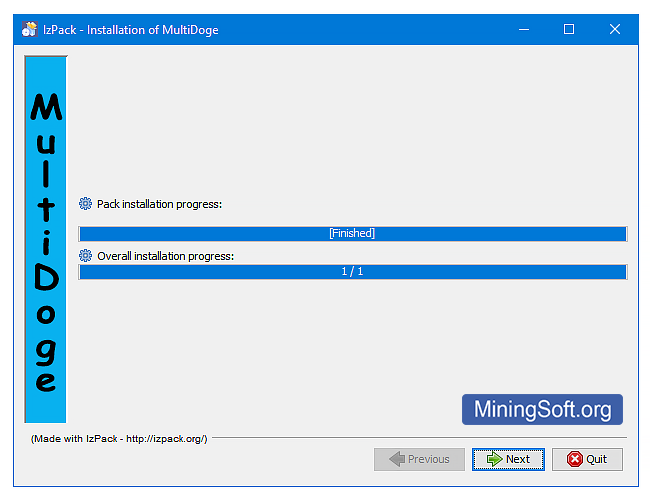 IzPack - Installation of MultiDoge
MultiDoge
Pack installation progress:
[Finished]
Overall installation progress:
1 / 1
MiningSoft.org
(Made with IzPack - http://izpack.org/)
Previous
Next
Quit